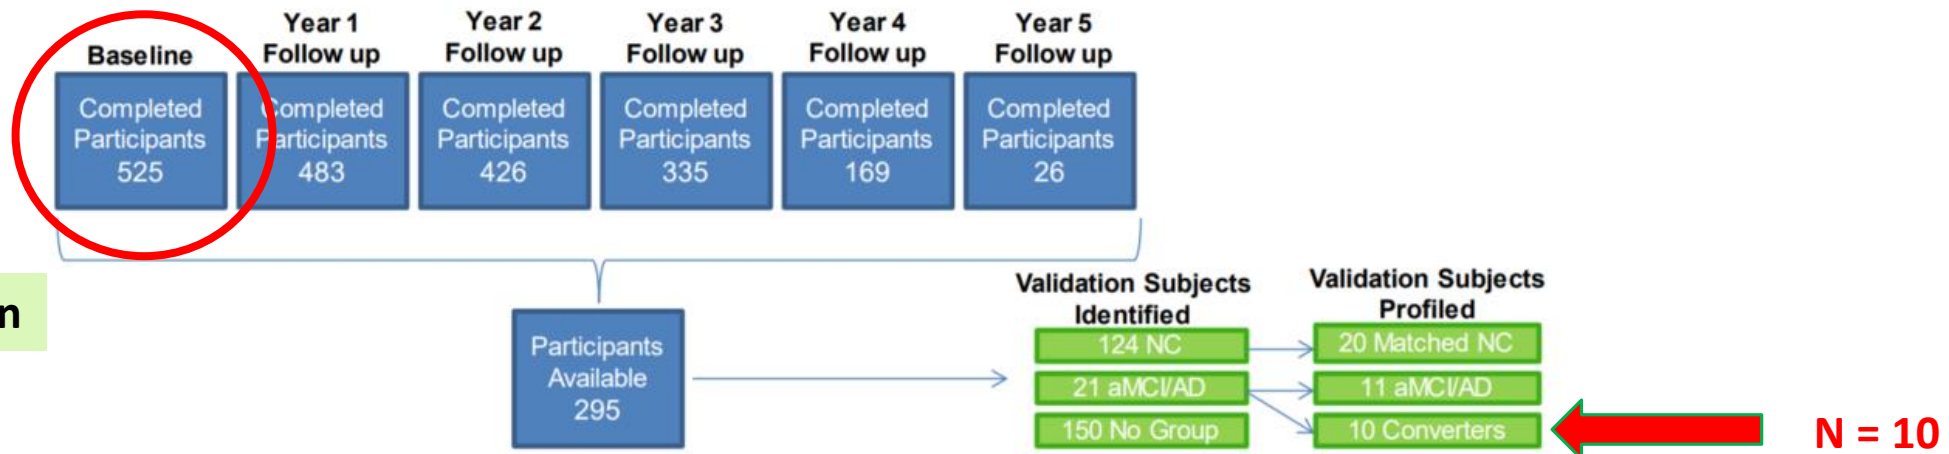 Baseline
Year 1
Follow up
Year 2
Follow up
Year 3
Follow up
Year 4
Follow up
Year 5
Follow up
Completed
Participants
525
Completed
Participants
483
Completed
Participants
426
Completed
Participants
335
Completed
Participants
169
Completed
Participants
26
n
Participants
Available
295
Validation Subjects
Identified
124 NC
21 aMCI/AD
150 No Group
Validation Subjects
Profiled
20 Matched NC
11 aMCI/AD
10 Converters
N = 10